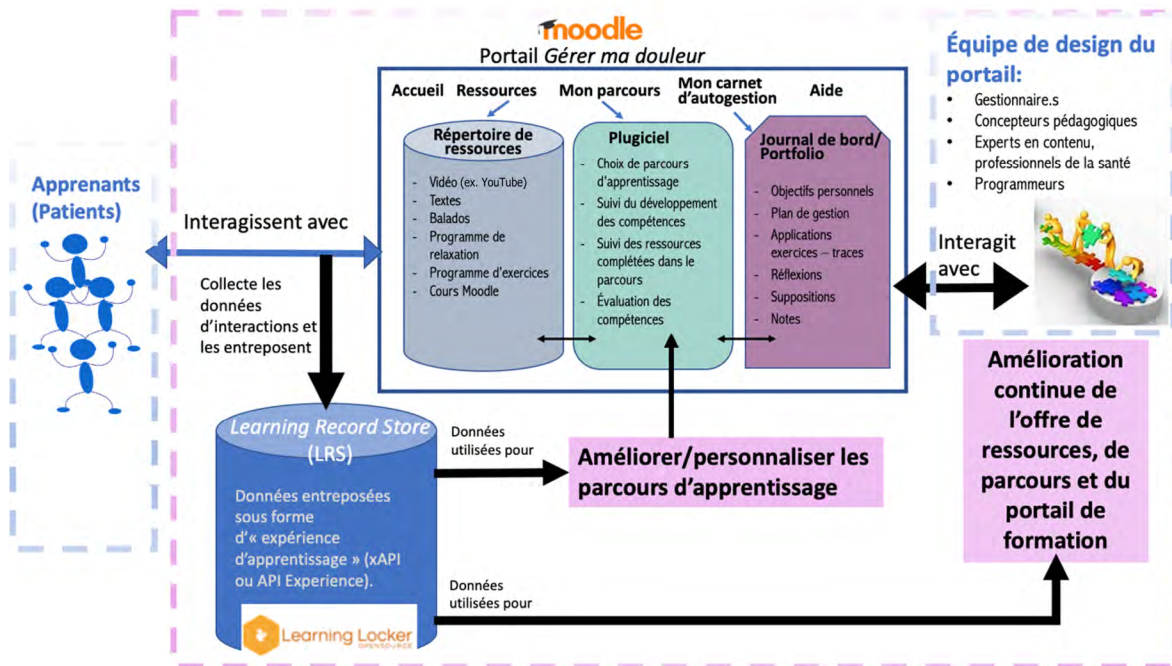 moodle
Portail Gérer ma douleur
Accueil
Ressources
Mon parcours
Mon carnet
d'autogestion
Aide
Répertoire de
ressources
- Vidéo (ex. YouTube)
- Textes
- Balados
- Programme de
relaxation
- Programme d'exercices
- Cours Moodle
Plugiciel
- Choix de parcours
d'apprentissage
- Suivi du développement
des compétences
- Suivi des ressources
complétées dans le
parcours
- Évaluation des
compétences
Journal de bord/
Portfolio
- Objectifs personnels
- Plan de gestion
- Applications
exercices – traces
- Réflexions
- Suppositions
- Notes
Équipe de design du
portail:
• Gestionnaire.s
• Concepteurs pédagogiques
• Experts en contenu,
professionnels de la santé
• Programmeurs
Apprenants
(Patients)
Interagissent avec
Collecte les
données
d'interactions et
les entreposent
Interagit
avec
Learning Record Store
(LRS)
Données entreposées
sous forme
d'« expérience
d'apprentissage » (xAPI
ou API Experience).
Learning Locker
OPENSOURCE
Données
utilisées pour
Améliorer/personnaliser les
parcours d'apprentissage
Données
utilisées pour
Amélioration
continue de
l'offre de
ressources, de
parcours et du
portail de
formation